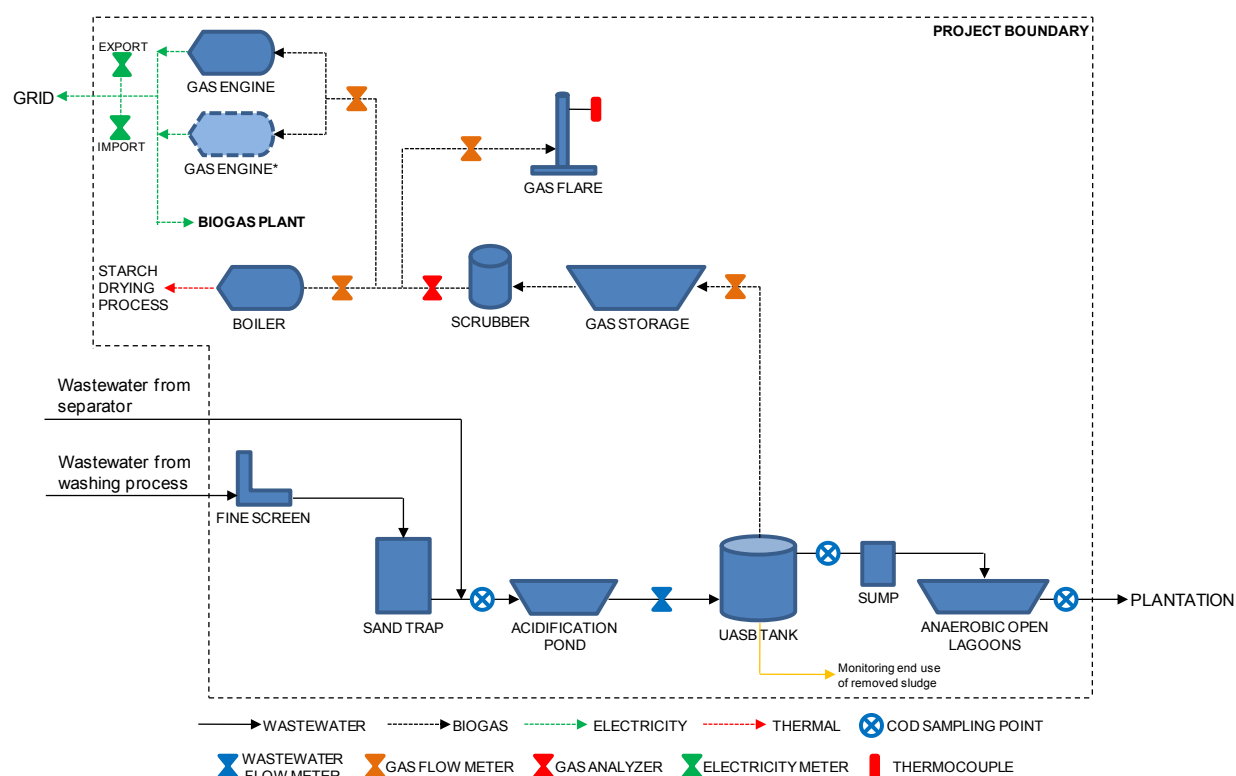 PROJECT BOUNDARY
EXPORT
GAS ENGINE
GRID
IMPORT
GAS ENGINE*
GAS FLARE
BIOGAS PLANT
STARCH
DRYING
PROCESS
BOILER
SCRUBBER
GAS STORAGE
Wastewater from
separator
Wastewater from
washing process
FINE SCREEN
SAND TRAP
ACIDIFICATION
POND
UASB TANK
SUMP
ANAEROBIC OPEN
LAGOONS
PLANTATION
Monitoring end use
of removed sludge
WASTEWATER
BIOGAS
ELECTRICITY
THERMAL
COD SAMPLING POINT
WASTEWATER
FLOW METER
GAS FLOW METER
GAS ANALYZER
ELECTRICITY METER
THERMOCOUPLE